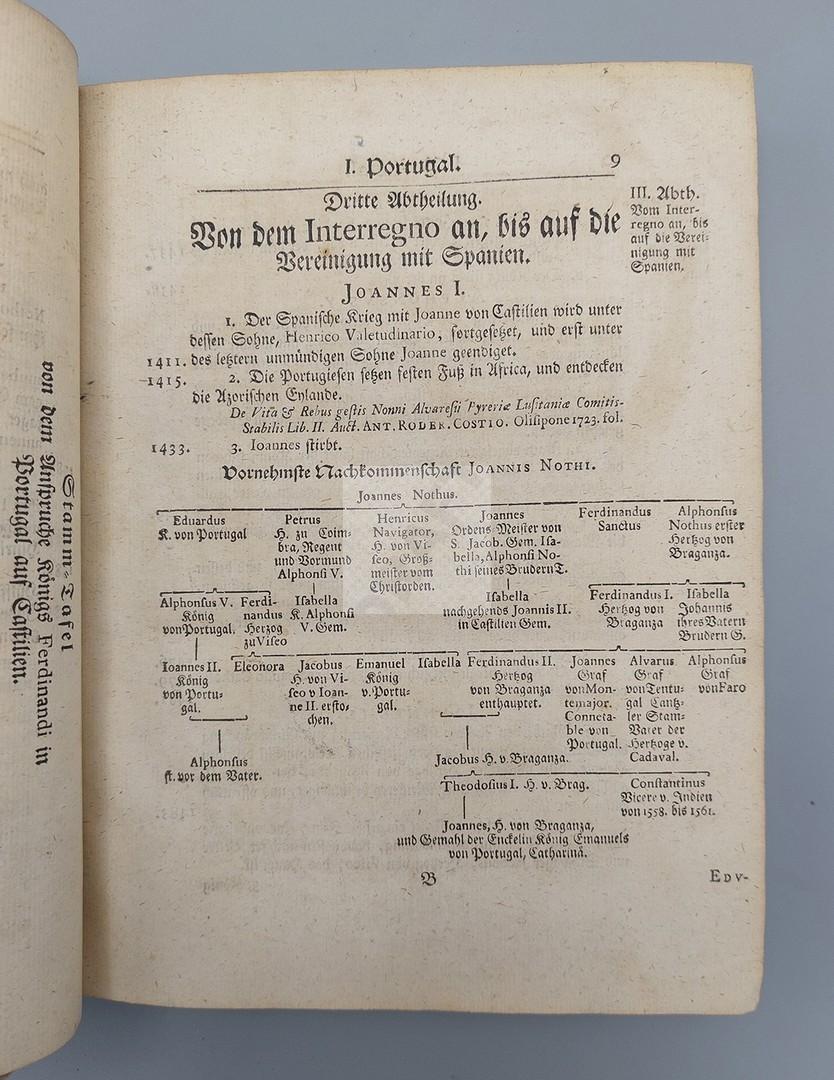 Stamm-Tafel
von dem Anspruche Königs Ferdinandi in
Portugal auf Castilien.
I. Portugal. 9
Dritte Abtheilung.
Von dem Interregno an, bis auf die
Vereinigung mit Spanien.
III. Abth.
Vom Inter-
regno an, bis
auf die Verei-
nigung mit
Spanien.
JOANNES I.
1. Der Spanische Krieg mit Joanne von Castilien wird unter
dessen Sohne, Henrico Valetudinario, fortgesetzet, und erst unter
1411. des letztern unmündigen Sohne Joanne geendiget.
-1415. 2. Die Portugiesen setzen festen Fuß in Africa, und entdecken
die Azorischen Eylande.
De Vita & Rebus gestis Nonni Alvaresii Pyreriæ Lusitaniæ Comitis-
Stabilis Lib. II. Auct. ANT. RODER. COSTIO. Olisipone 1723. fol.
1433. 3. Ioannes stirbt.
Vornehmste Nachkommenschaft JOANNIS NOTHI.
Joannes Nothus.
Eduardus
K. von Portugal
Petrus
H. zu Coim-
bra, Regent
und Vormund
Alphonsi V.
Henricus
Navigator,
H. von Vi-
seo, Groß-
meister vom
Christorden.
Joannes
Ordens Meister von
S. Jacob. Gem. Isa-
bella, Alphonsi No-
thi seines Brudern T.
Ferdinandus
Sanctus
Alphonsus
Nothus erster
Hertzog von
Braganza.
Alphonsus V.
König
von Portugal.
Ferdi-
nandus
Herzog
zu Viseo
Isabella
K. Alphonsi
V. Gem.
Isabella
nachgehends Joannis II.
in Castilien Gem.
Ferdinandus I.
Hertzog von
Braganza
Isabella
Johannis
ihres Vatern
Brudern G.
Ioannes II.
König
von Portu-
gal.
Eleonora
Jacobus
H. von Vi-
seo v Ioan-
ne II. ersto-
chen.
Emanuel
König
v. Portu-
gal.
Isabella
Ferdinandus II.
Hertzog
von Braganza
enthauptet.
Joannes
Graf
von Mon-
temajor.
Conneta-
ble von
Portugal.
Alvarus
Graf
von Tentu-
gal Cantz-
ler Stam-
Vater der
Hertzoge v.
Cadaval.
Alphonsus
Graf
von Faro
Alphonsus
st. vor dem Vater.
Jacobus H. v. Braganza.
Theodosius I. H. v. Brag.
Constantinus
Vicere v. Indien
von 1558. bis 1561.
Joannes, H. von Braganza,
und Gemahl der Enckelin König Emanuels
von Portugal, Catharinâ.
B EDV-